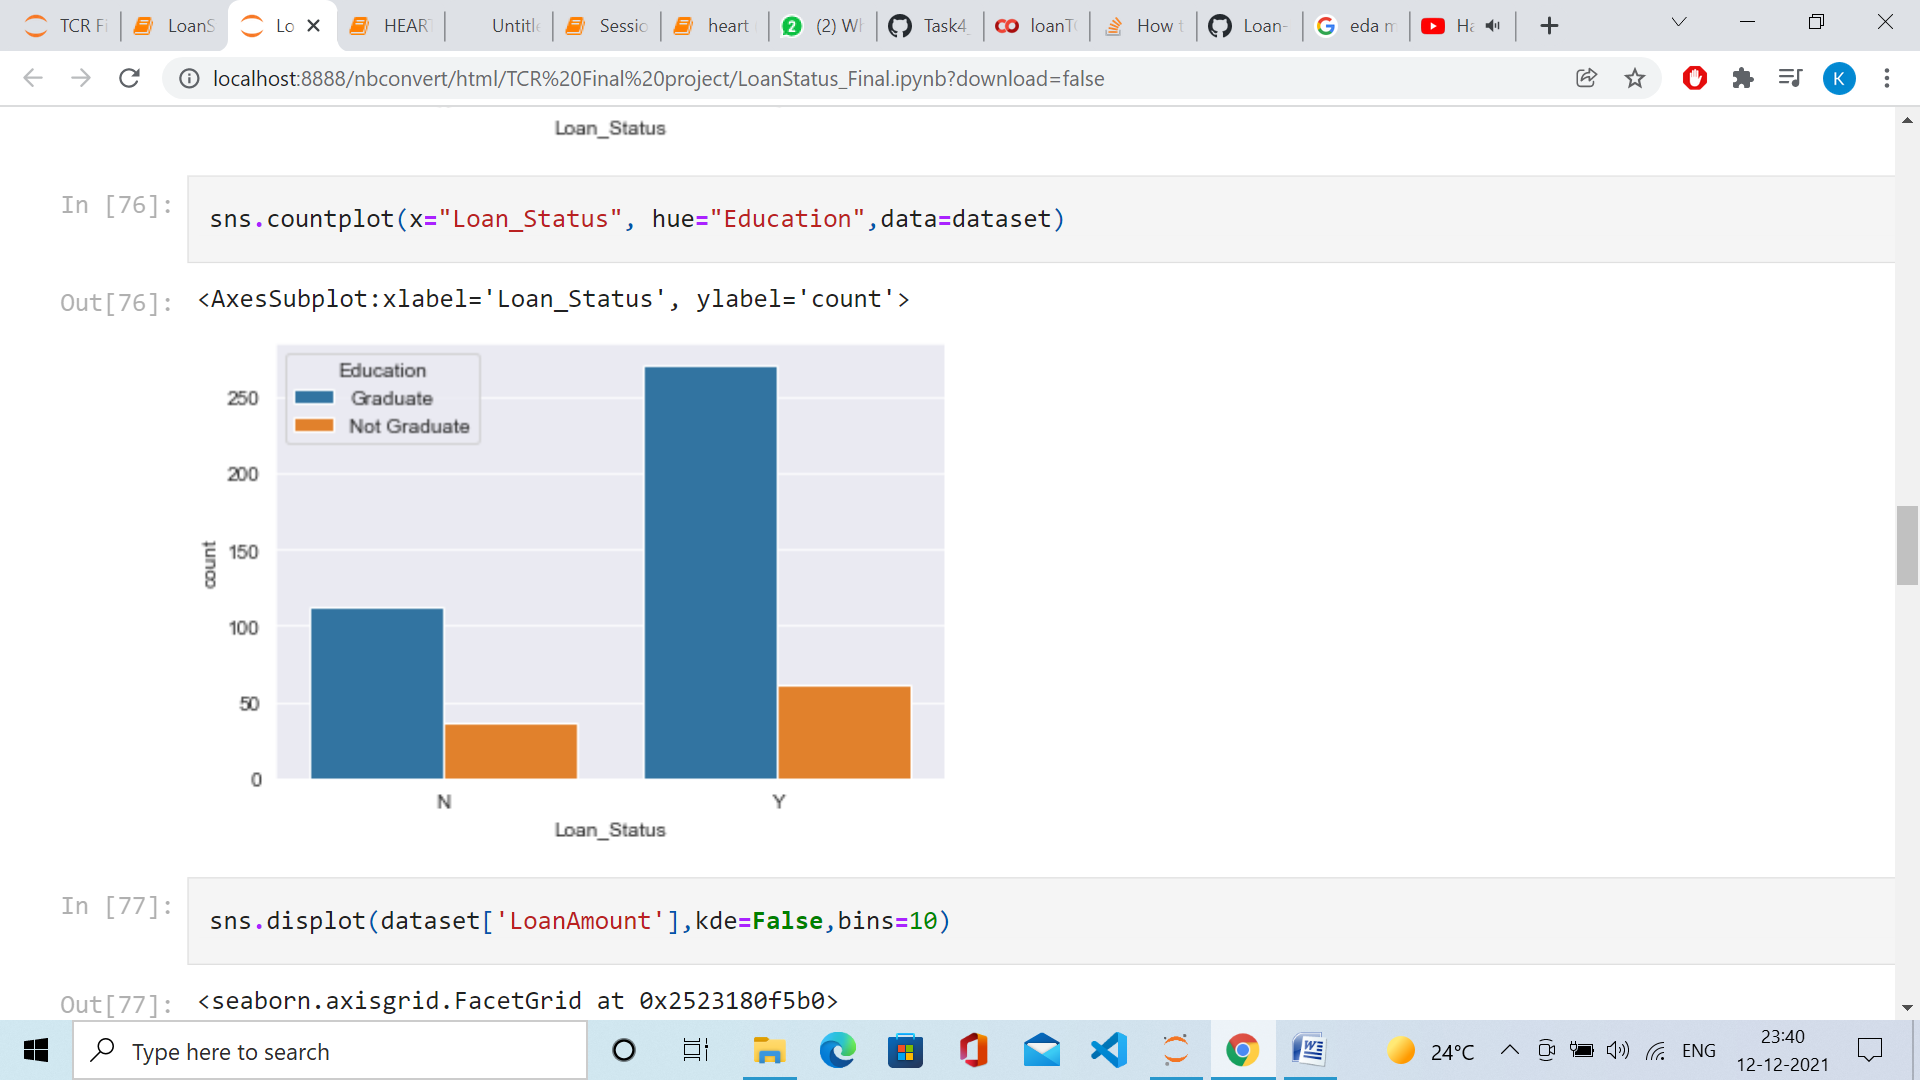 TCR Fi
LoanS
Lo
HEAR
Untitle
Sessio
heart
(2) Wh
Task4_
loanT
How t
Loan-
eda m
Ha
localhost:8888/nbconvert/html/TCR%20Final%20project/LoanStatus_Final.ipynb?download=false
K
Loan_Status
In [76]:
sns.countplot(x="Loan_Status", hue="Education",data=dataset)
Out[76]:
<AxesSubplot:xlabel='Loan_Status', ylabel='count'>
Education
Graduate
Not Graduate
250
200
150
100
50
0
count
N
Y
Loan_Status
In [77]:
sns.displot(dataset['LoanAmount'],kde=False,bins=10)
Out[77]:
<seaborn.axisgrid.FacetGrid at 0x2523180f5b0>
Type here to search
24°C
ENG
23:40
12-12-2021